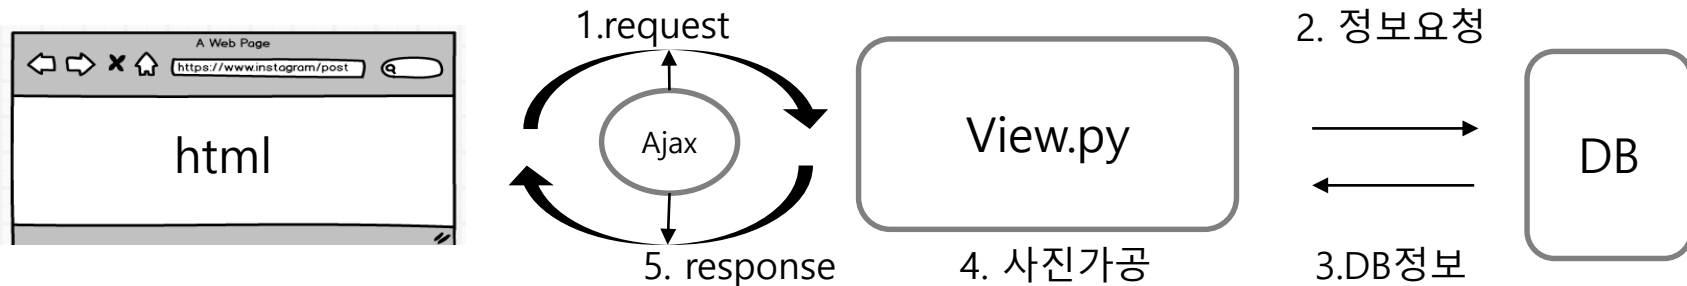 A Web Page
https://www.instagram/post
html
1.request
Ajax
5. response
View.py
4. 사진가공
2. 정보요청
3.DB정보
DB